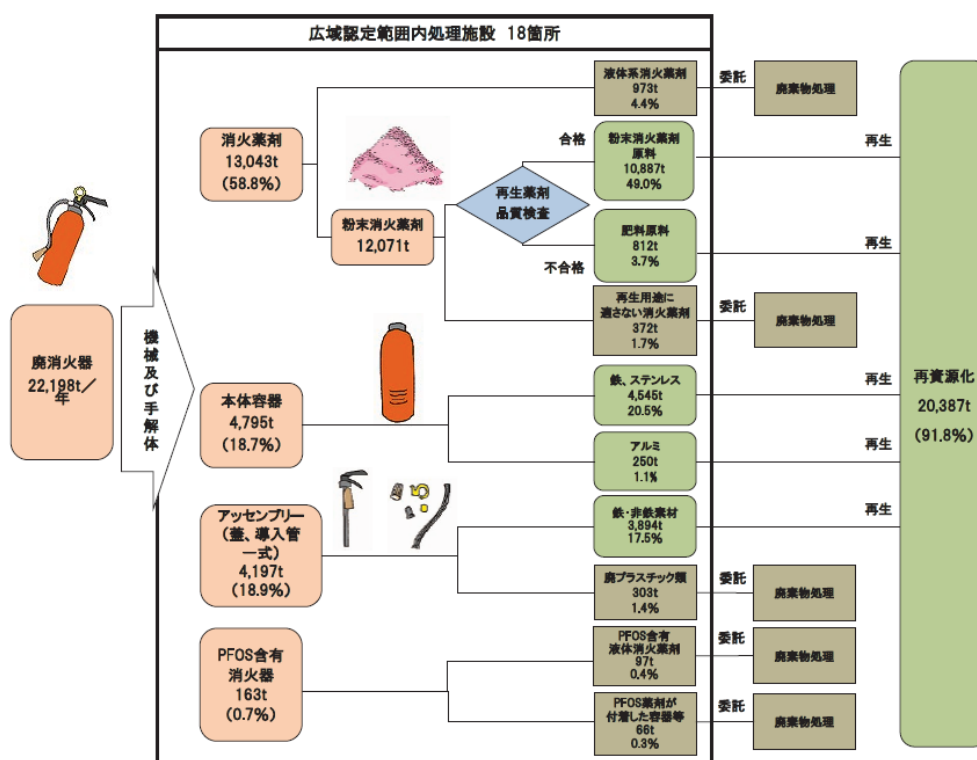 広域認定範囲内処理施設 18箇所
廃消火器
22,198t／
年
機械及び手解体
消火薬剤
13,043t
(58.8%)
粉末消火薬剤
12,071t
再生薬剤
品質検査
合格
不合格
液体系消火薬剤
973t
4.4%
委託
廃棄物処理
粉末消火薬剤
原料
10,887t
49.0%
再生
肥料原料
812t
3.7%
再生
再生用途に
適さない消火薬剤
372t
1.7%
委託
廃棄物処理
本体容器
4,795t
(18.7%)
鉄、ステンレス
4,545t
20.5%
再生
アルミ
250t
1.1%
再生
アッセンブリー
(蓋、導入管
一式)
4,197t
(18.9%)
鉄・非鉄素材
3,894t
17.5%
再生
廃プラスチック類
303t
1.4%
委託
廃棄物処理
PFOS含有
消火器
163t
(0.7%)
PFOS含有
液体消火薬剤
97t
0.4%
委託
廃棄物処理
PFOS薬剤が
付着した容器等
66t
0.3%
委託
廃棄物処理
再資源化
20,387t
(91.8%)